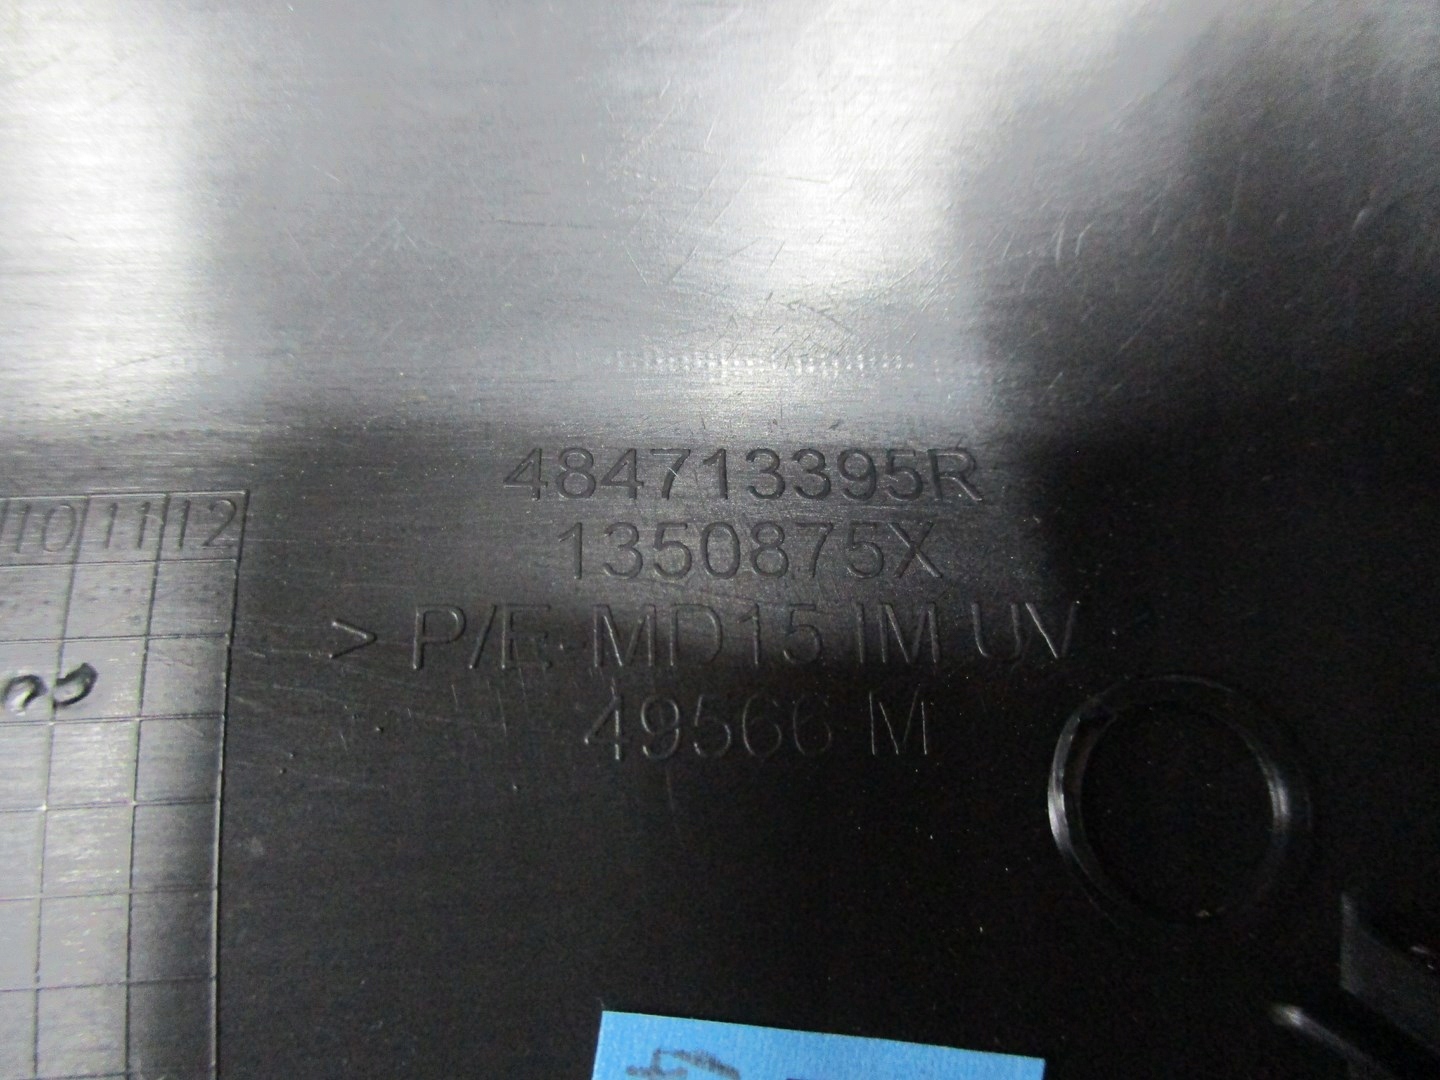 484713395R
1350875X
> P/E-MD15 IM UV <
49566 M
10 11 12